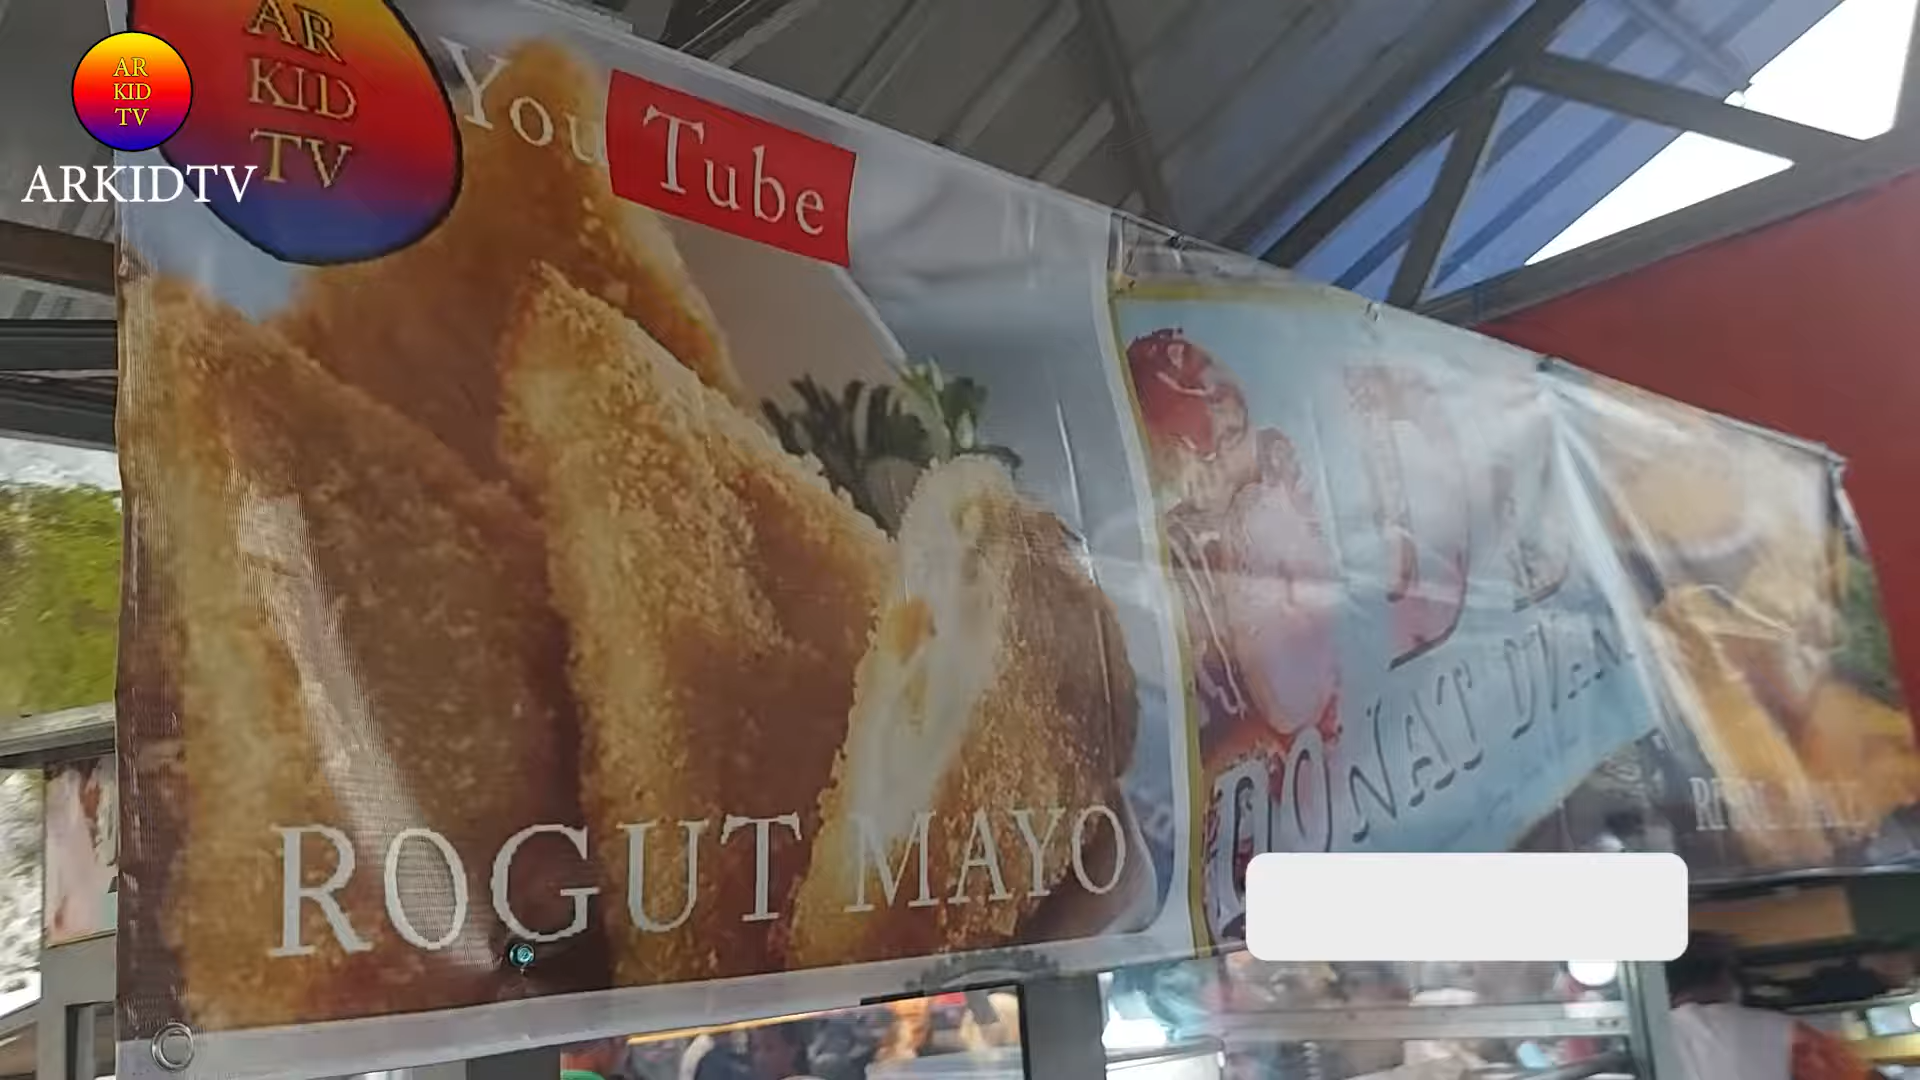 AR
KID
TV
ARKIDTV
AR
KID
TV
You Tube
ROGUT MAYO
D
DONAT